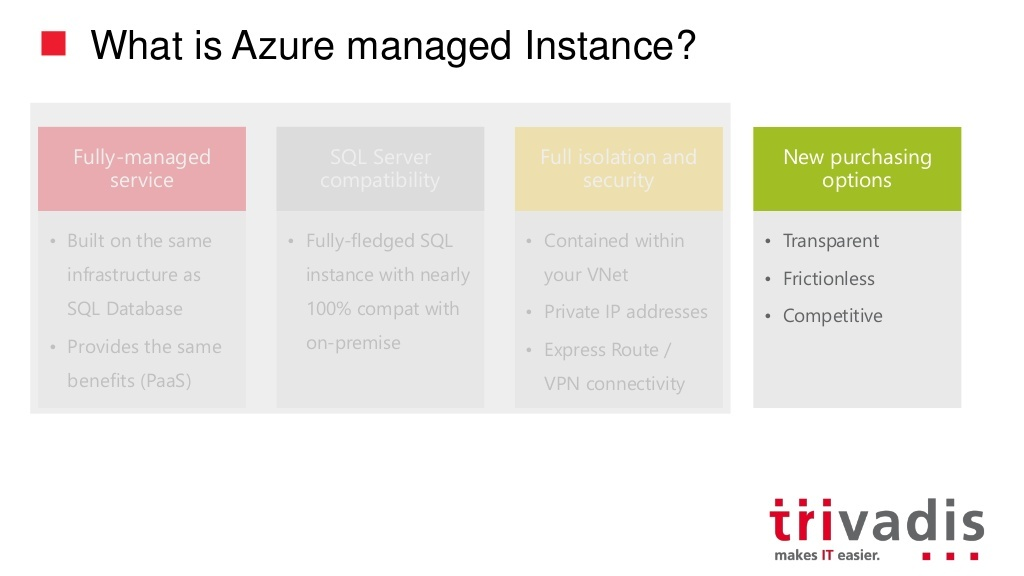 What is Azure managed Instance?
Fully-managed
service
• Built on the same
infrastructure as
SQL Database
• Provides the same
benefits (PaaS)
SQL Server
compatibility
• Fully-fledged SQL
instance with nearly
100% compat with
on-premise
Full isolation and
security
• Contained within
your VNet
• Private IP addresses
• Express Route /
VPN connectivity
New purchasing
options
• Transparent
• Frictionless
• Competitive
trivadis
makes IT easier.